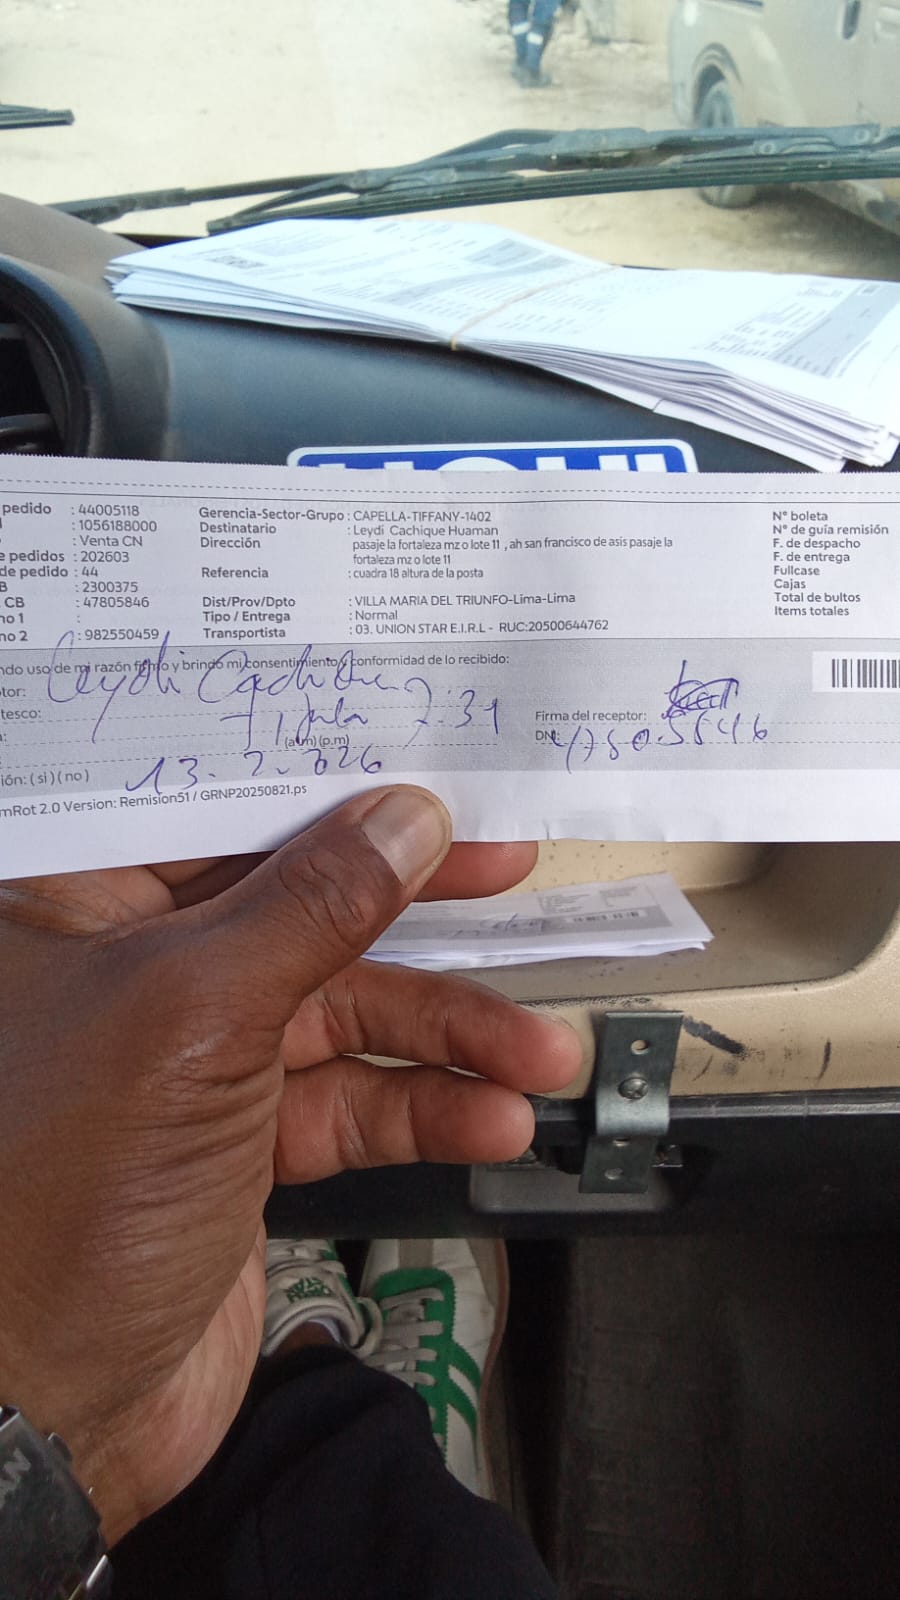 pedido : 44005118
: 1056188000
: Venta CN
e pedidos : 202603
de pedido : 44
B : 2300375
CB : 47805846
no 1 :
no 2 : 982550459
Gerencia-Sector-Grupo : CAPELLA-TIFFANY-1402
Destinatario : Leydi Cachique Huaman
Dirección pasaje la fortaleza mz o lote 11 , ah san francisco de asis pasaje la
fortaleza mz o lote 11
Referencia : cuadra 18 altura de la posta
Dist/Prov/Dpto : VILLA MARIA DEL TRIUNFO-Lima-Lima
Tipo / Entrega : Normal
Transportista : 03. UNION STAR E.I.R.L - RUC:20500644762
N° boleta
N° de guía remisión
F. de despacho
F. de entrega
Fullcase
Cajas
Total de bultos
Items totales
ndo uso de mi razón firmo y brindo mi consentimiento y conformidad de lo recibido:
tor: Leydi
tesco:
7:31
(a.m) (p.m)
Firma del receptor:
DNI:
ión: ( si ) ( no )
13.2.
mRot 2.0 Version: Remision51 / GRNP20250821.ps